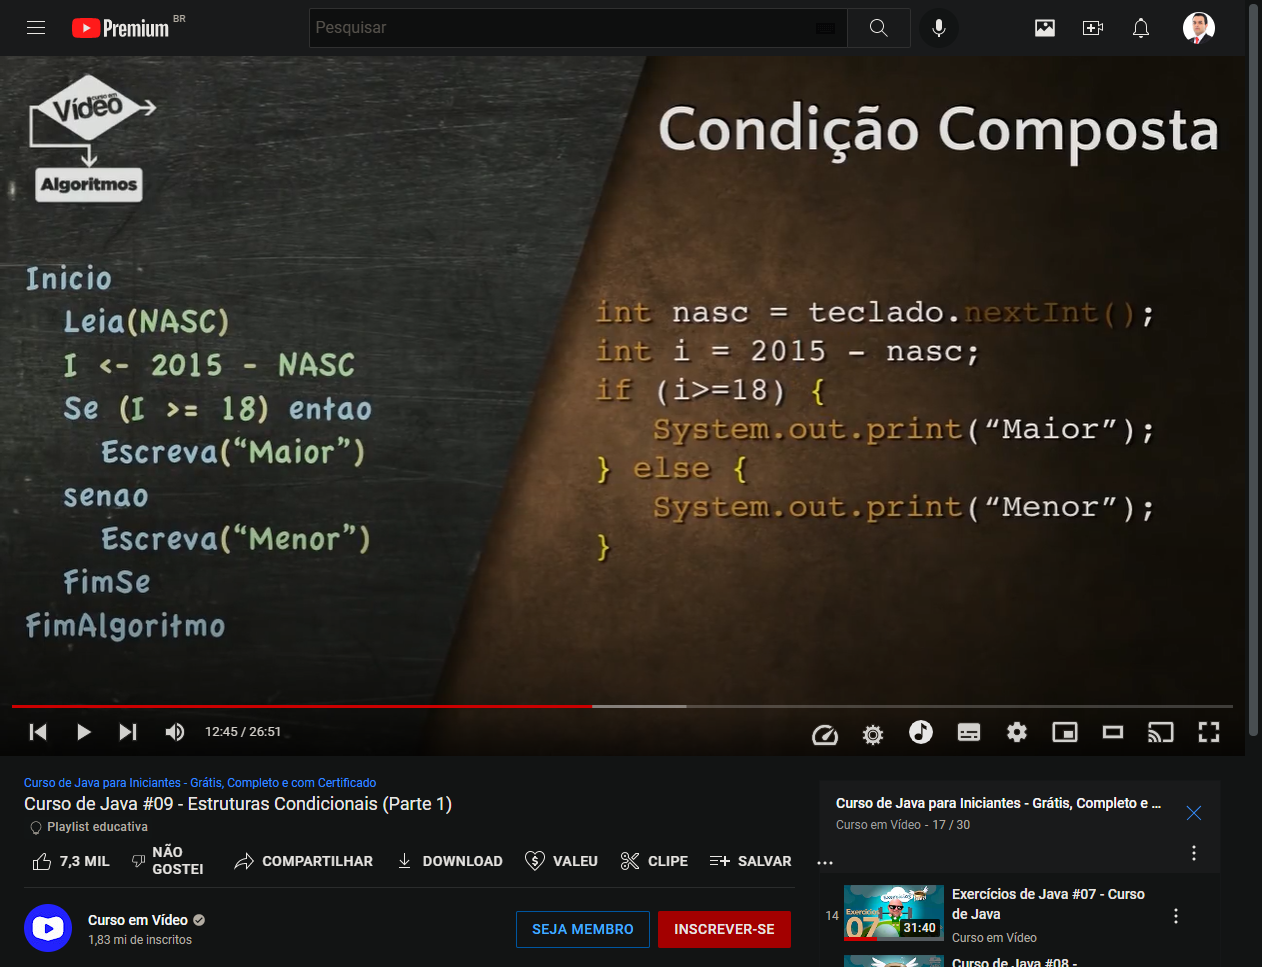 Premium BR
Pesquisar
curso em
Vídeo
Algoritmos
Condição Composta
Inicio
Leia(NASC)
I <- 2015 - NASC
Se (I >= 18) entao
Escreva(“Maior”)
senao
Escreva(“Menor”)
FimSe
FimAlgoritmo
int nasc = teclado.nextInt();
int i = 2015 - nasc;
if (i>=18) {
System.out.print(“Maior”);
} else {
System.out.print(“Menor”);
}
12:45 / 26:51
Curso de Java para Iniciantes - Grátis, Completo e com Certificado
Curso de Java #09 - Estruturas Condicionais (Parte 1)
Playlist educativa
7,3 MIL
NÃO
GOSTEI
COMPARTILHAR
DOWNLOAD
VALEU
CLIPE
SALVAR
...
Curso em Vídeo
1,83 mi de inscritos
SEJA MEMBRO
INSCREVER-SE
Curso de Java para Iniciantes - Grátis, Completo e ...
Curso em Vídeo - 17 / 30
14
Exercícios
07
31:40
Exercícios de Java #07 - Curso
de Java
Curso em Vídeo
Curso de Java #08 -